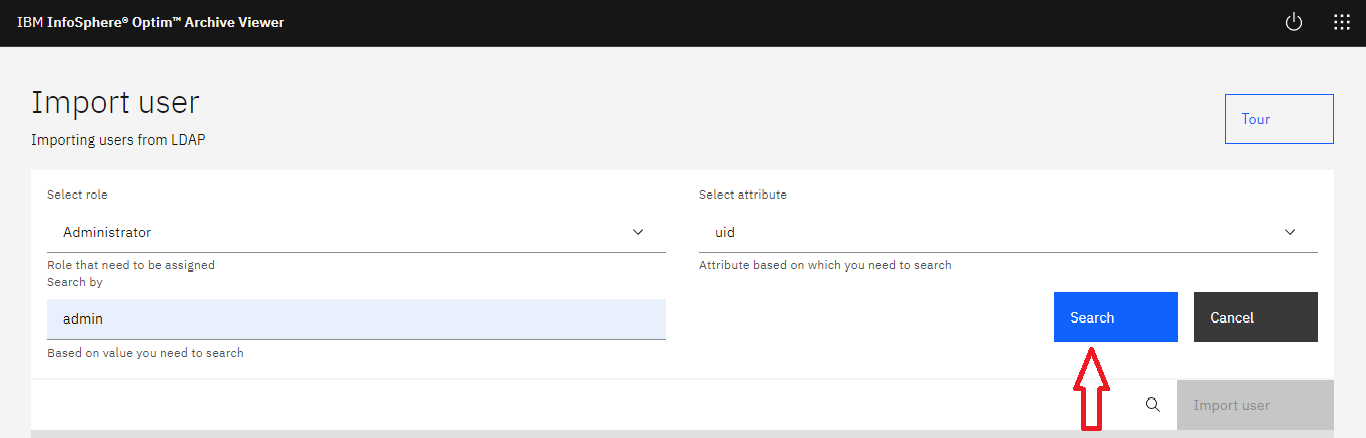 IBM InfoSphere® Optim™ Archive Viewer
Import user
Importing users from LDAP
Tour
Select role
Administrator
Role that need to be assigned
Select attribute
uid
Attribute based on which you need to search
Search by
admin
Based on value you need to search
Search
Cancel
Import user